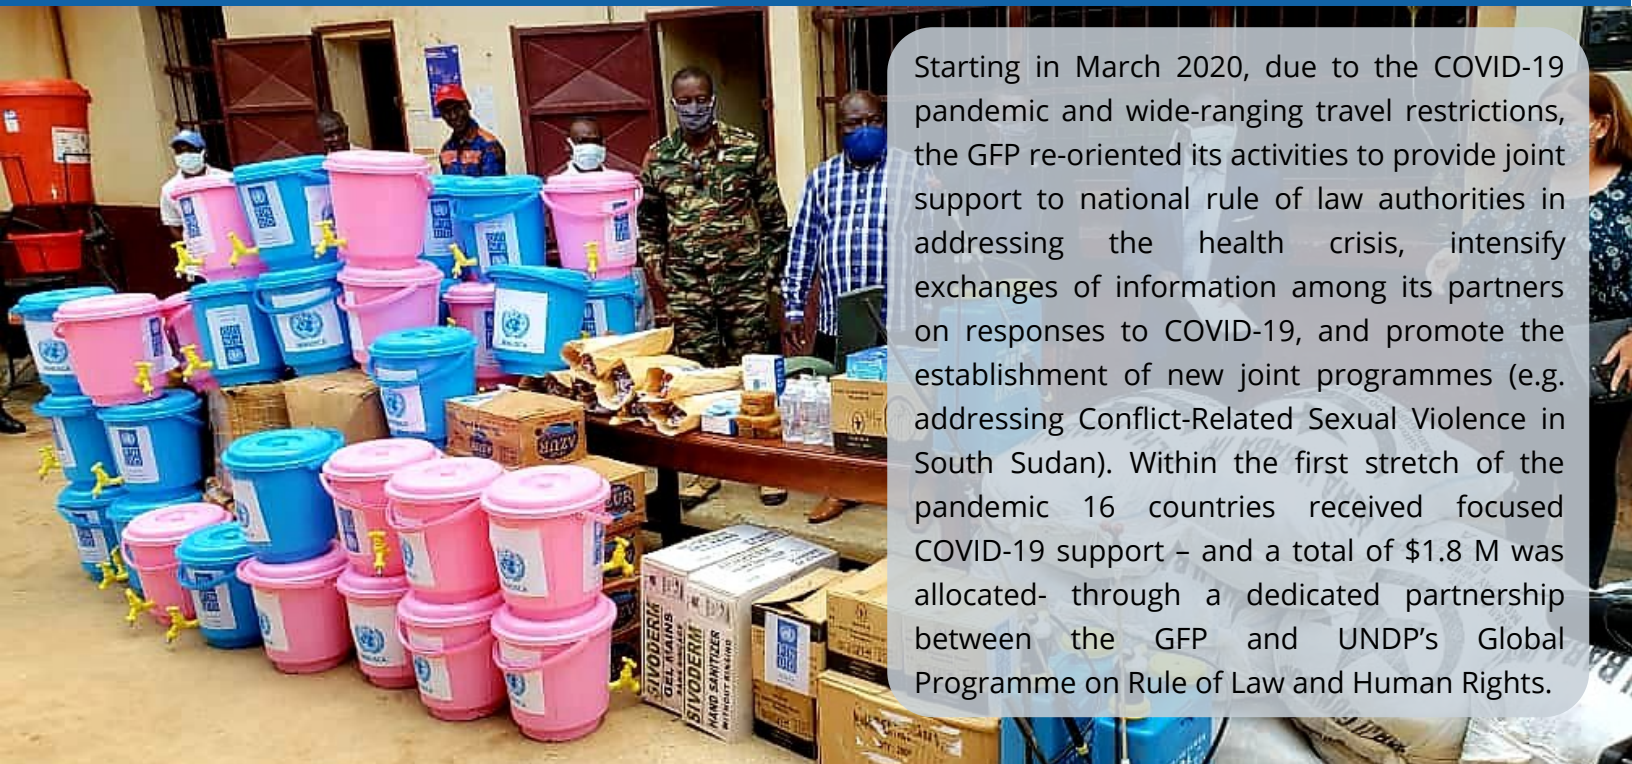 Starting in March 2020, due to the COVID-19
pandemic and wide-ranging travel restrictions,
the GFP re-oriented its activities to provide joint
support to national rule of law authorities in
addressing the health crisis, intensify
exchanges of information among its partners
on responses to COVID-19, and promote the
establishment of new joint programmes (e.g.
addressing Conflict-Related Sexual Violence in
South Sudan). Within the first stretch of the
pandemic 16 countries received focused
COVID-19 support – and a total of $1.8 M was
allocated- through a dedicated partnership
between the GFP and UNDP’s Global
Programme on Rule of Law and Human Rights.
AZUR
SIVODERM
GEL MAINS
SIVODERM
HAND SANITIZER
WITHOUT RINSING